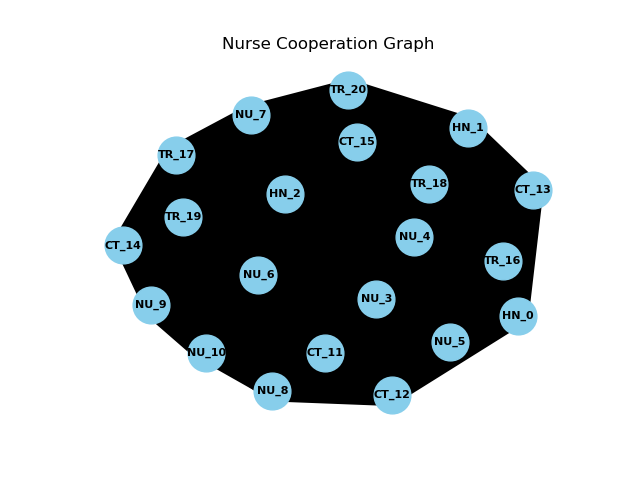 Nurse Cooperation Graph
TR_20
NU_7
HN_1
CT_15
TR_17
TR_18
CT_13
HN_2
TR_19
NU_4
CT_14
TR_16
NU_6
NU_3
NU_9
HN_0
NU_5
NU_10
CT_11
NU_8
CT_12